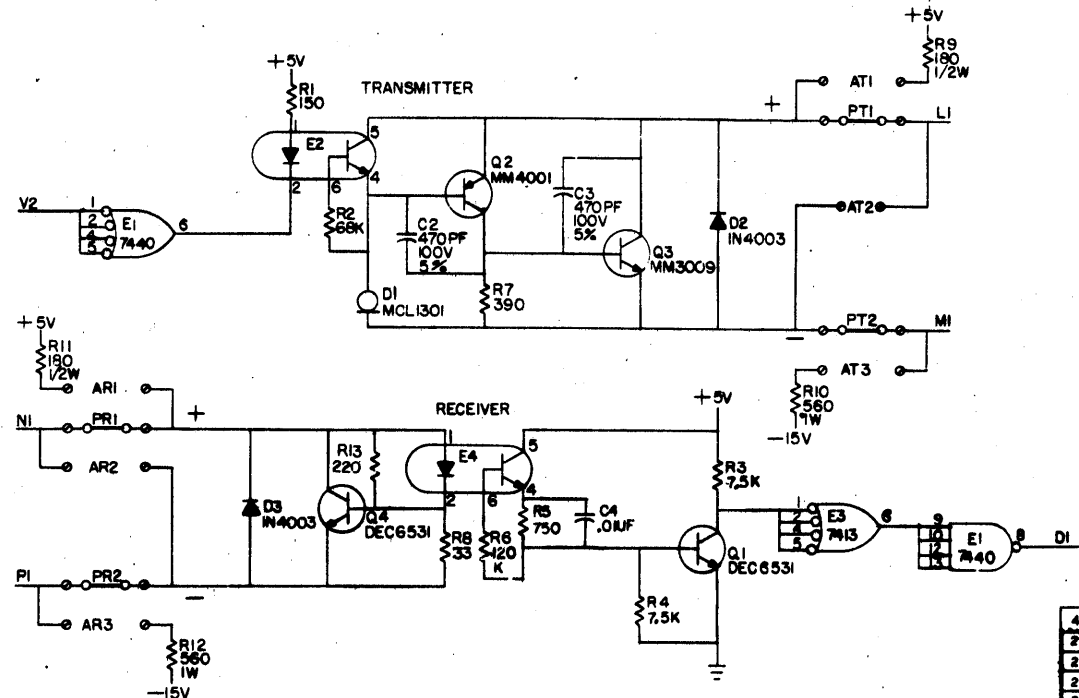 +5V
R9
180
1/2W
+5V
R1
150
TRANSMITTER
AT1
+
PT1
L1
1
5
E2
4
2
6
Q2
MM4001
C3
470PF
100V
5%
V2
1
2
4
5
E1
7440
6
R2
68K
C2
470PF
100V
5%
AT2
D2
IN4003
Q3
MM3009
D1
MCL1301
R7
390
+5V
R11
180
1/2W
PT2
M1
−
AT3
R10
560
1W
−15V
AR1
RECEIVER
+5V
N1
PR1
+
1
5
E4
R13
220
2
6
4
AR2
R3
7.5K
D3
IN4003
Q4
DEC6531
R8
33
R6
120
K
R5
750
C4
.01UF
1
2
4
5
E3
7413
6
9
10
12
13
E1
7440
8
D1
Q1
DEC6531
P1
PR2
−
R4
7.5K
AR3
R12
560
1W
−15V
4
2
2
2